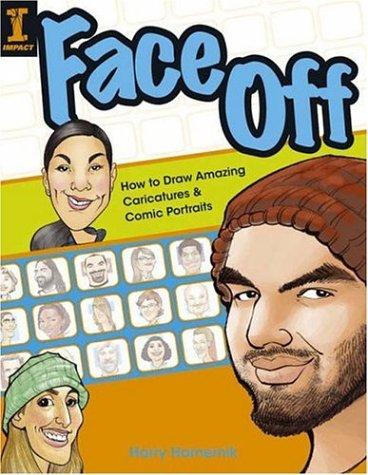 IMPACT
Face
Off
How to Draw Amazing
Caricatures &
Comic Portraits
Harry Hamernik